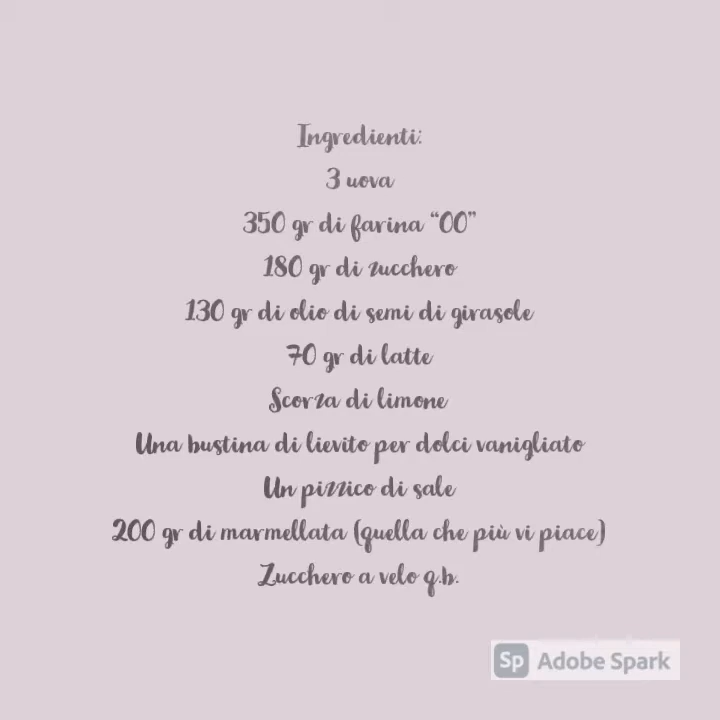 Ingredienti:
3 uova
350 gr di farina “00”
180 gr di zucchero
130 gr di olio di semi di girasole
70 gr di latte
Scorza di limone
Una bustina di lievito per dolci vanigliato
Un pizzico di sale
200 gr di marmellata (quella che più vi piace)
Zucchero a velo q.b.
Sp Adobe Spark